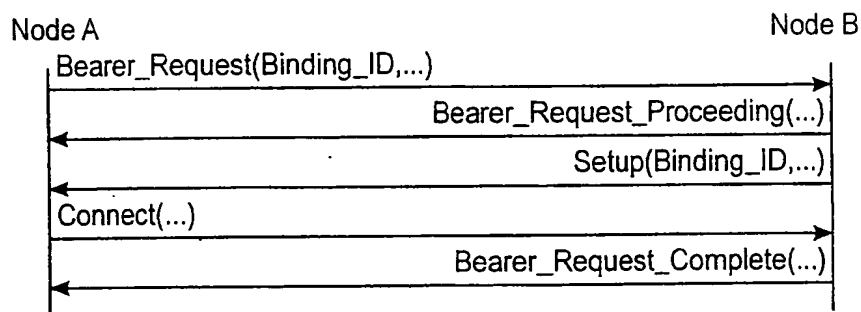 Node A
Node B
Bearer_Request(Binding_ID,...)
Bearer_Request_Proceeding(...)
Setup(Binding_ID,...)
Connect(...)
Bearer_Request_Complete(...)